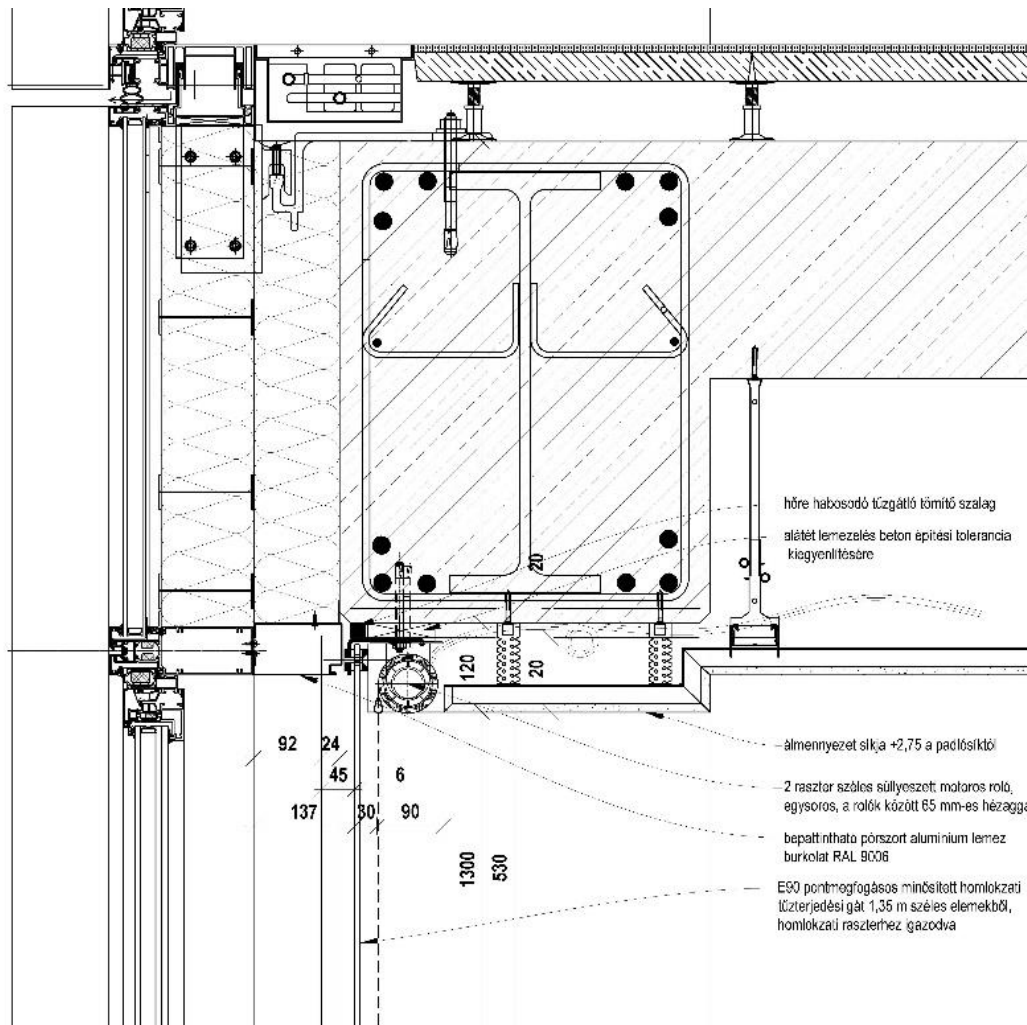 hőre habosodó tűzgátló tömítő szalag
alátét lemezelés beton építési tolerancia
kiegyenlítésére
20
120
20
92
24
45
6
137
30
90
1300
530
álmennyezet síkja +2,75 a padlósíktól
2 raszter széles süllyesztett motoros roló,
egysoros, a rolók között 65 mm-es hézagga
bepattintható pórszort alumínium lemez
burkolat RAL 9006
E90 pontmegfogásos minősített homlokzati
tűzterjedési gát 1,35 m széles elemekből,
homlokzati raszterhez igazodva